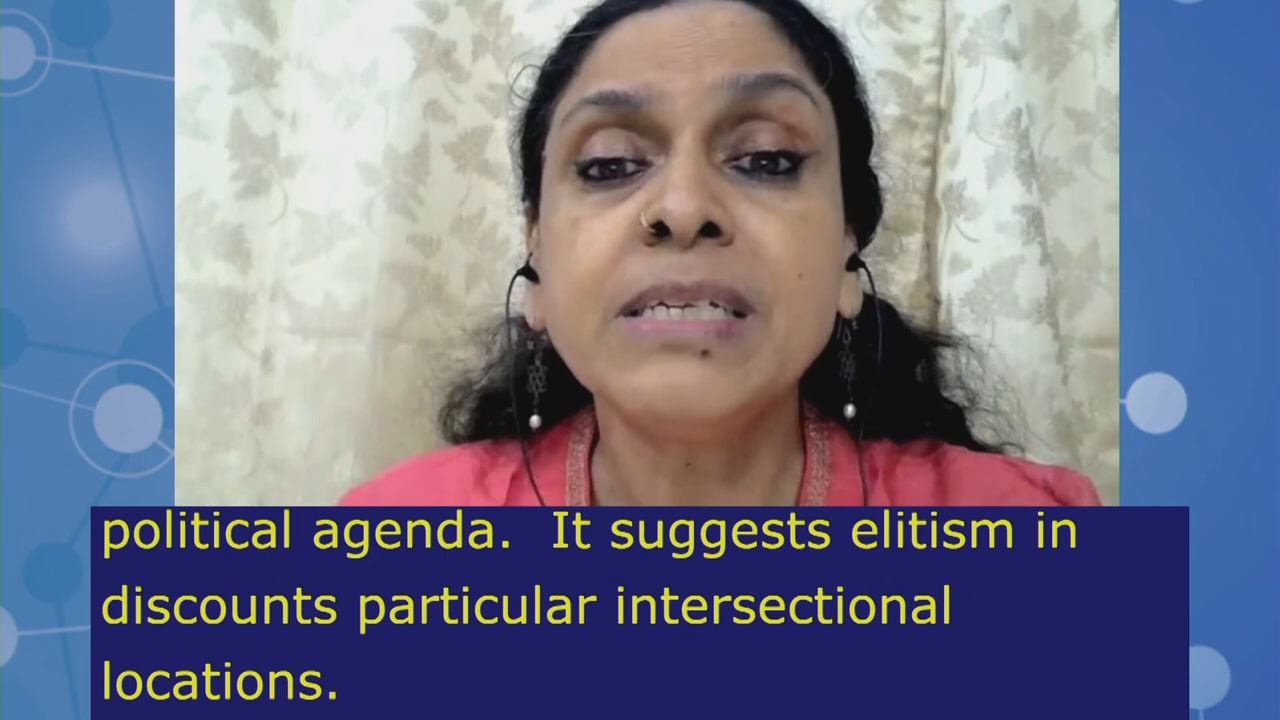 political agenda.  It suggests elitism in
discounts particular intersectional
locations.